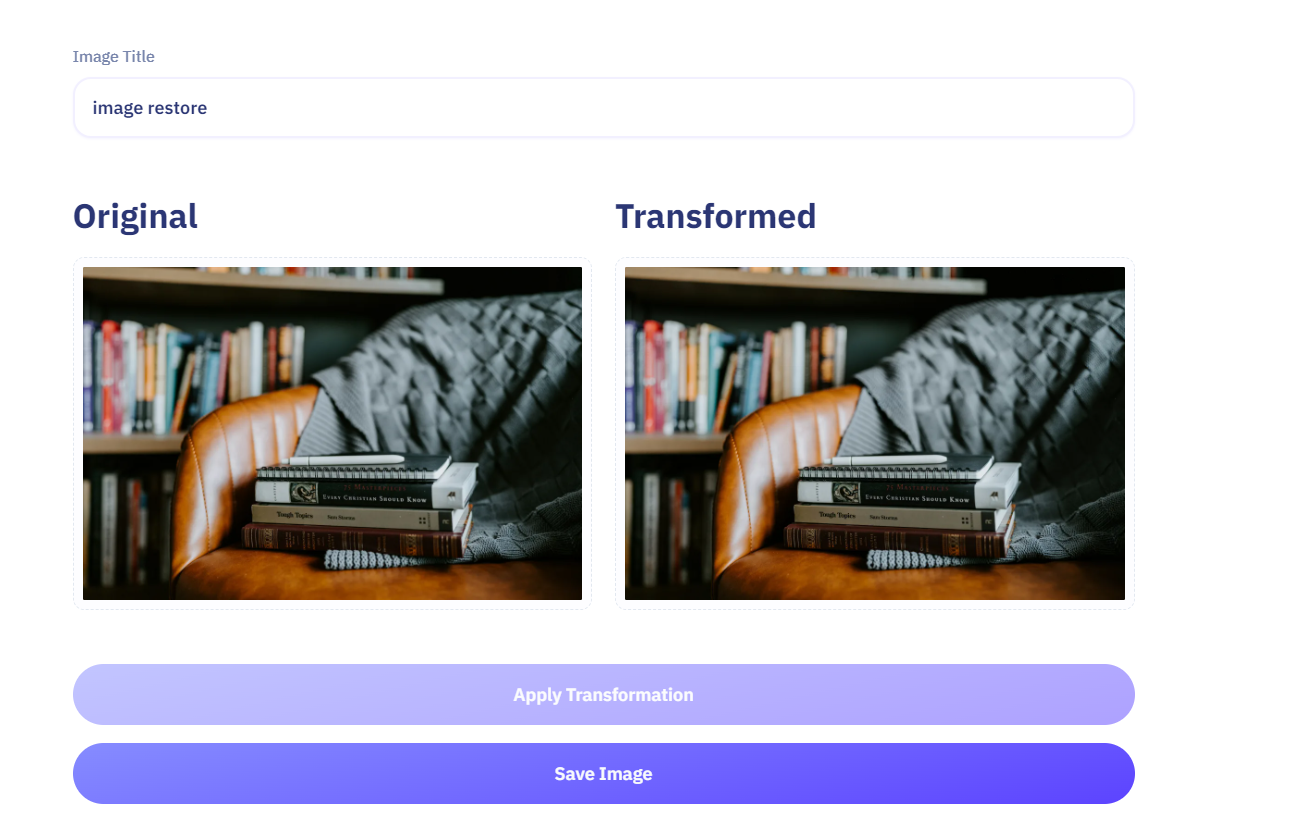 Image Title
image restore
Original
Transformed
EVERY CHRISTIAN SHOULD KNOW
Tough Topics
EVERY CHRISTIAN SHOULD KNOW
Tough Topics
Apply Transformation
Save Image